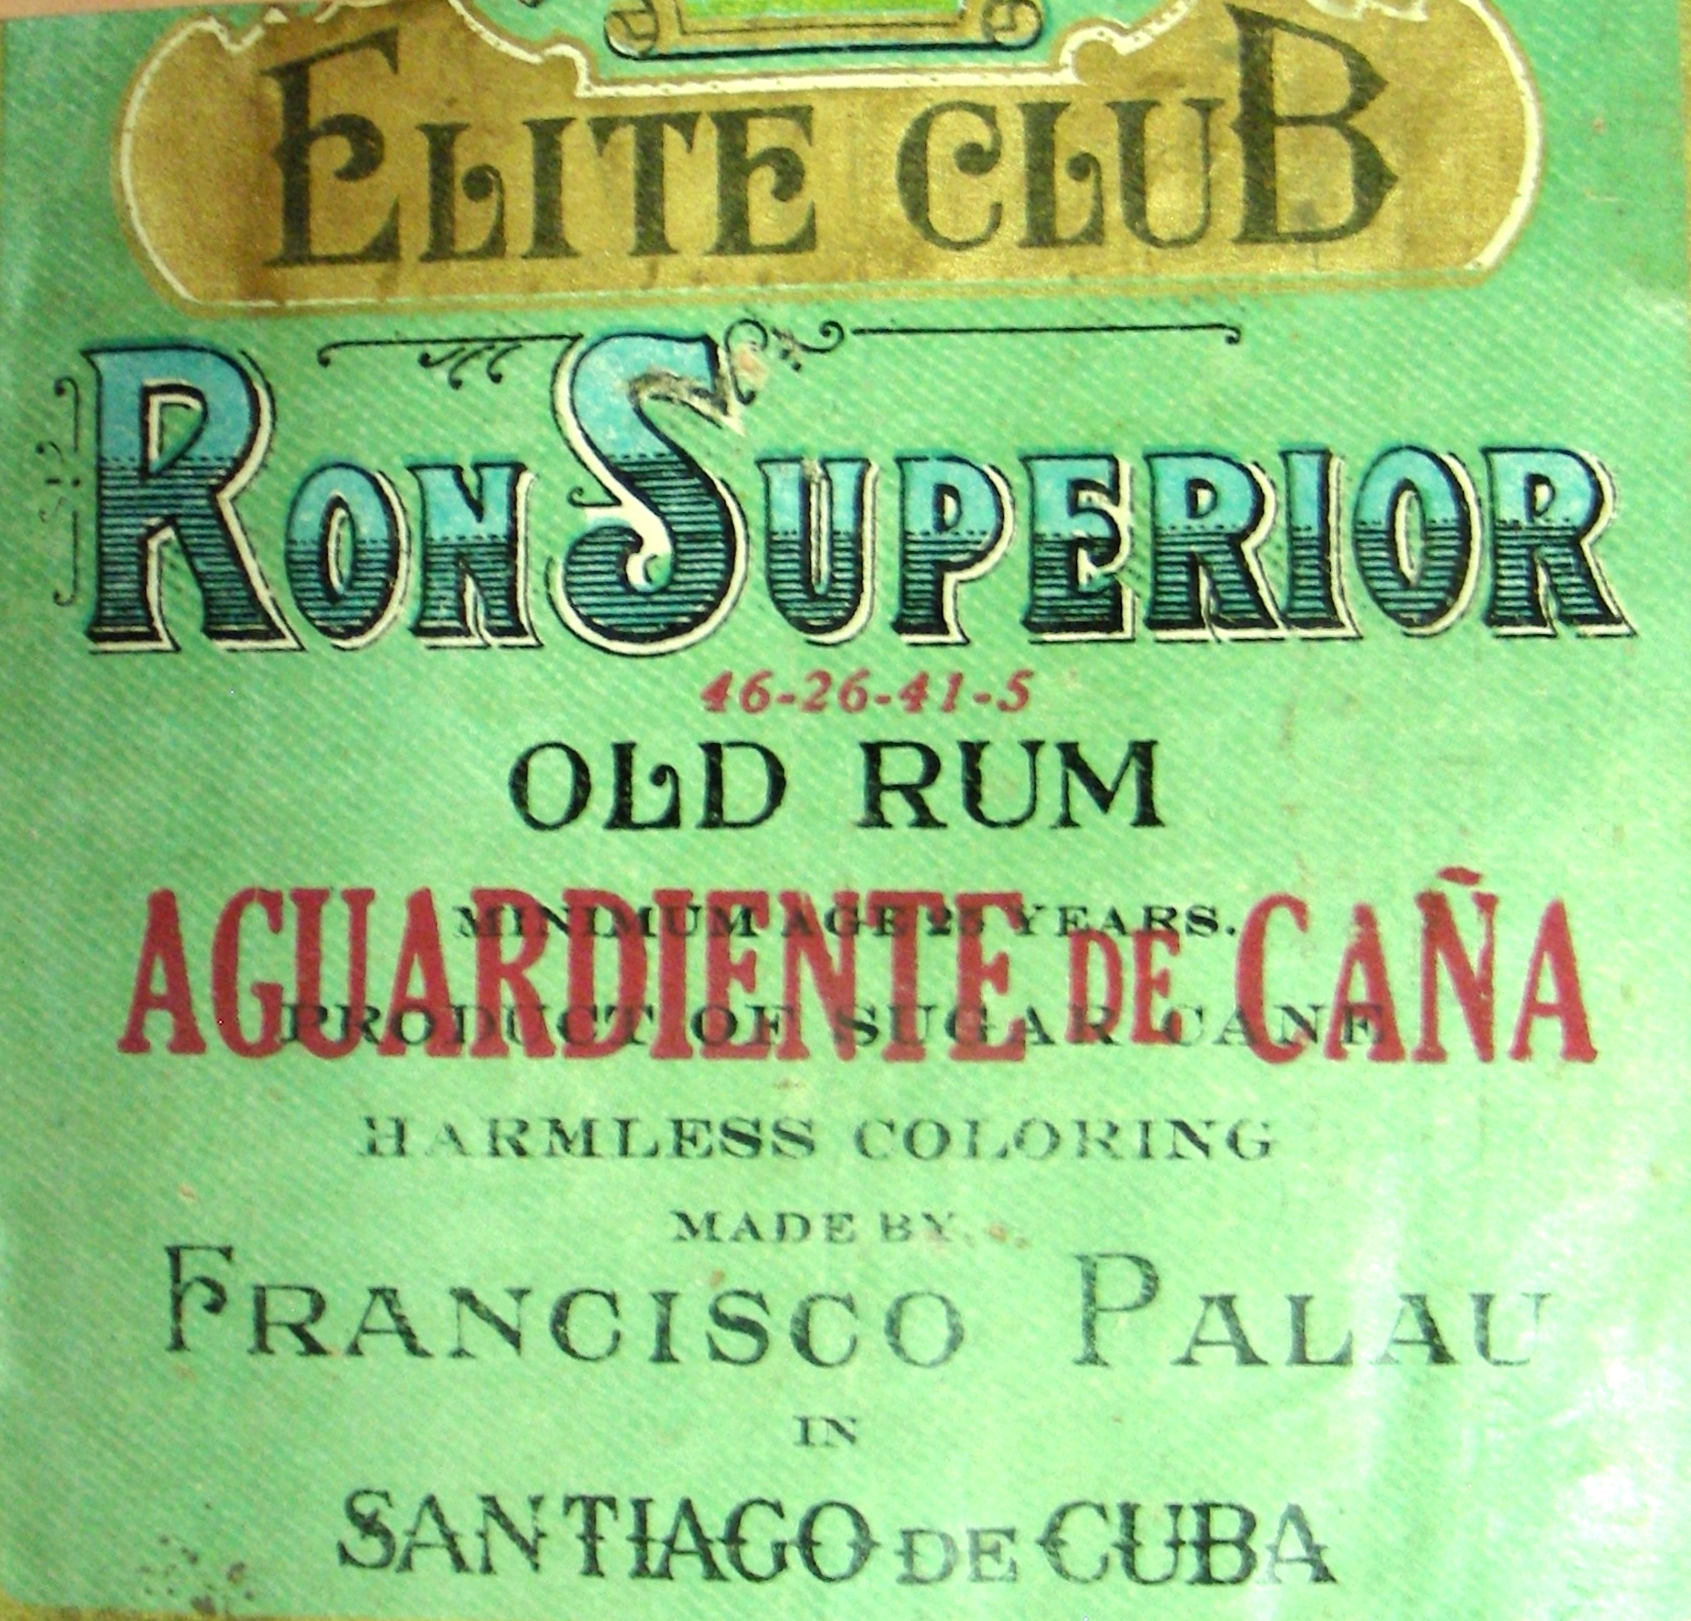 ELITE CLUB
RON SUPERIOR
46-26-41-5
OLD RUM
MINIMUM AGE 25 YEARS.
AGUARDIENTE DE CAÑA
PRODUCT OF SUGAR CANE
HARMLESS COLORING
MADE BY
FRANCISCO PALAU
IN
SANTIAGO DE CUBA